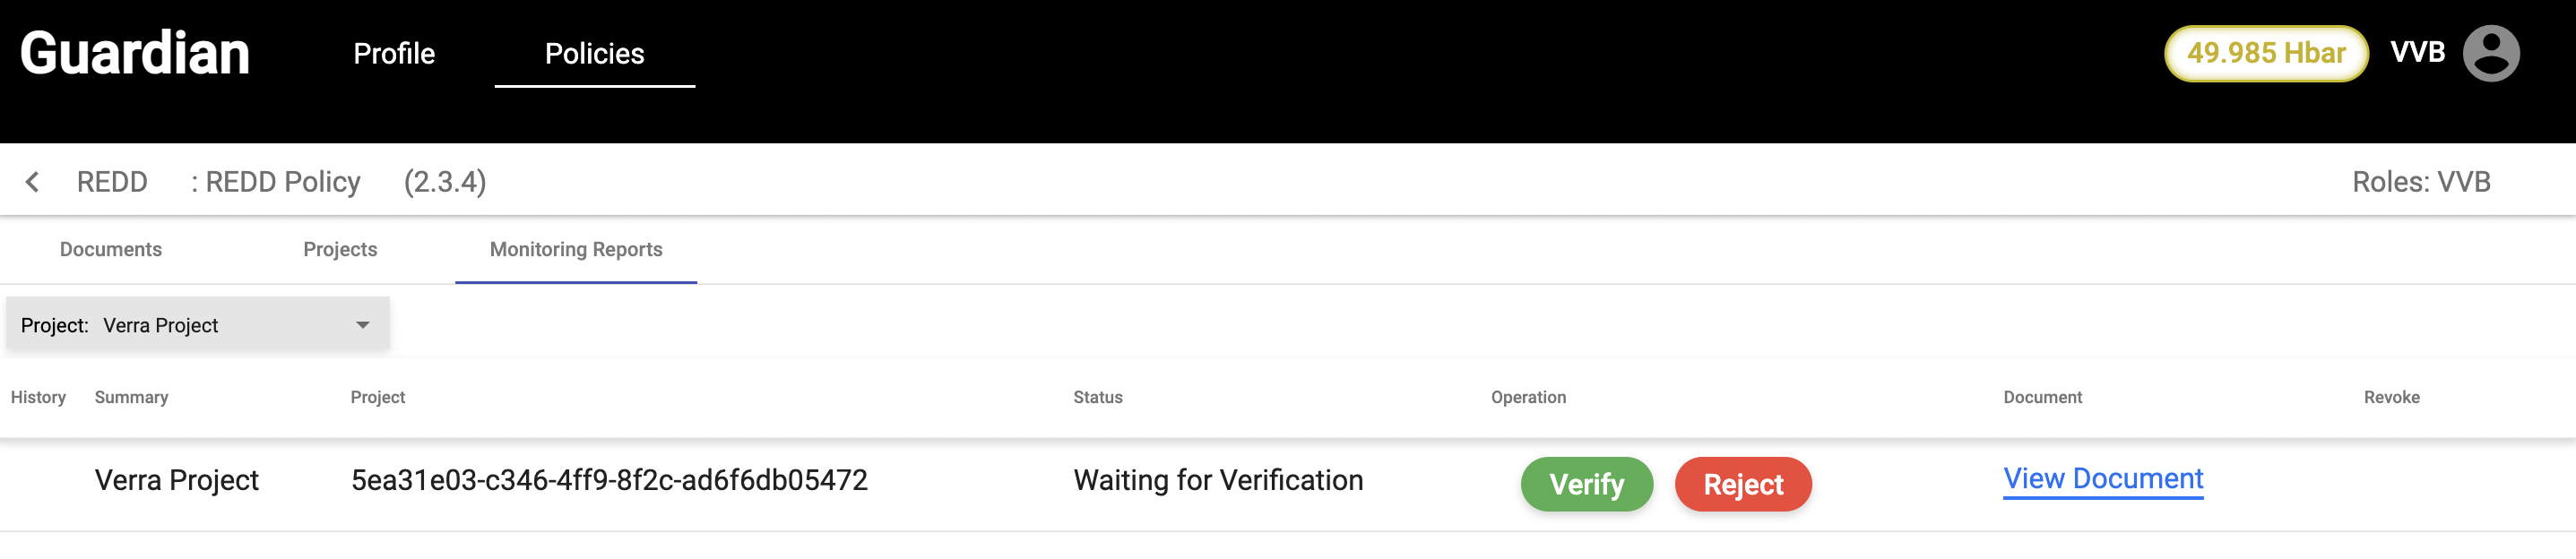 Guardian Profile Policies 49.985 Hbar VVB
REDD : REDD Policy (2.3.4) Roles: VVB
Documents Projects Monitoring Reports
Project: Verra Project
History Summary Project Status Operation Document Revoke
Verra Project 5ea31e03-c346-4ff9-8f2c-ad6f6db05472 Waiting for Verification Verify Reject View Document